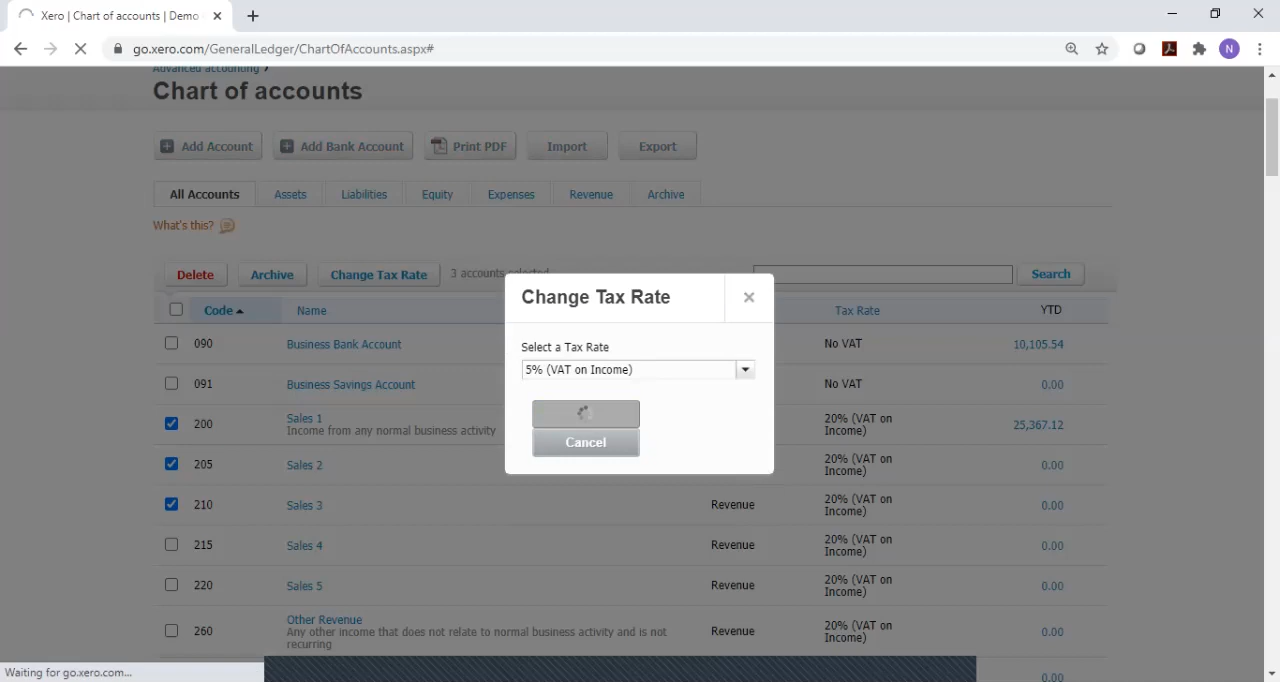 Xero | Chart of accounts | Demo
go.xero.com/GeneralLedger/ChartOfAccounts.aspx#
N
Advanced accounting ›
Chart of accounts
Add Account
Add Bank Account
Print PDF
Import
Export
All Accounts
Assets
Liabilities
Equity
Expenses
Revenue
Archive
What's this?
Delete
Archive
Change Tax Rate
3 accounts selected
Search
Code
Name
Tax Rate
YTD
090
Business Bank Account
No VAT
10,105.54
091
Business Savings Account
No VAT
0.00
200
Sales 1
Income from any normal business activity
20% (VAT on
Income)
25,367.12
205
Sales 2
20% (VAT on
Income)
0.00
210
Sales 3
Revenue
20% (VAT on
Income)
0.00
215
Sales 4
Revenue
20% (VAT on
Income)
0.00
220
Sales 5
Revenue
20% (VAT on
Income)
0.00
260
Other Revenue
Any other income that does not relate to normal business activity and is not
recurring
Revenue
20% (VAT on
Income)
0.00
0.00
Change Tax Rate
Select a Tax Rate
5% (VAT on Income)
Cancel
Waiting for go.xero.com...